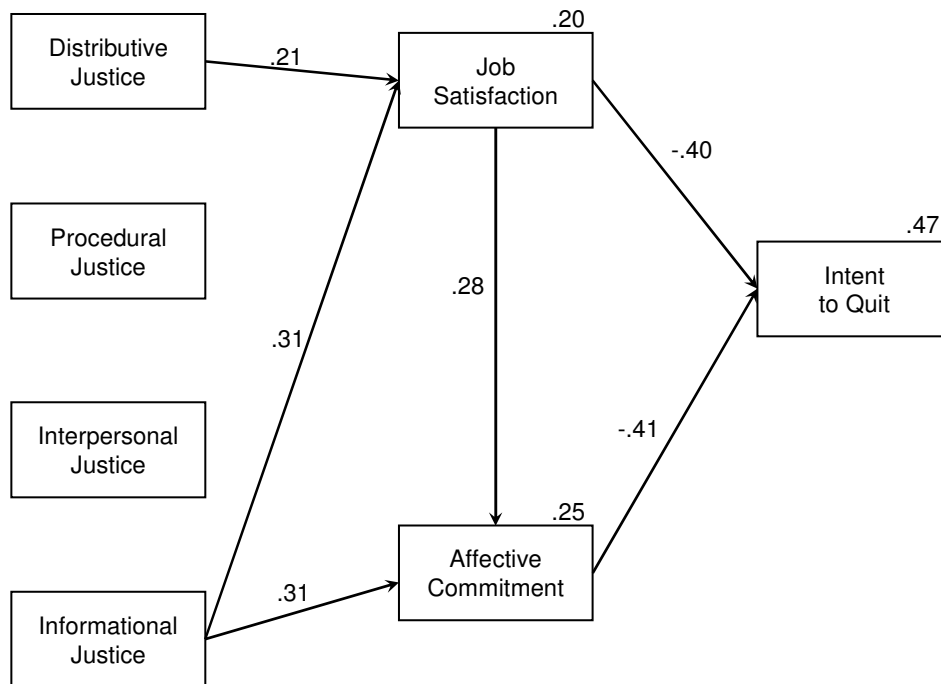 .20
Distributive
Justice
.21
Job
Satisfaction
-.40
Procedural
Justice
.47
Intent
to Quit
.28
.31
Interpersonal
Justice
-.41
.25
Affective
Commitment
.31
Informational
Justice